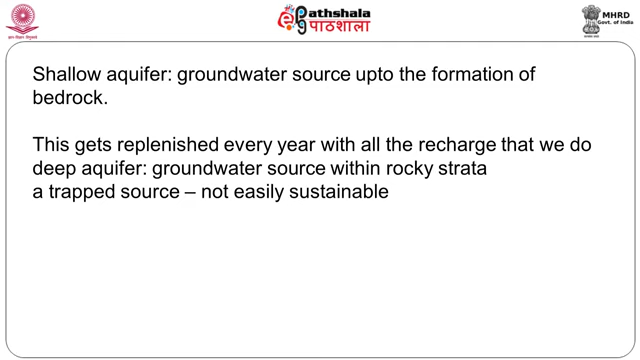 Pathshala
पाठशाला
MHRD
Govt. of India
Shallow aquifer: groundwater source upto the formation of
bedrock.
This gets replenished every year with all the recharge that we do
deep aquifer: groundwater source within rocky strata
a trapped source – not easily sustainable